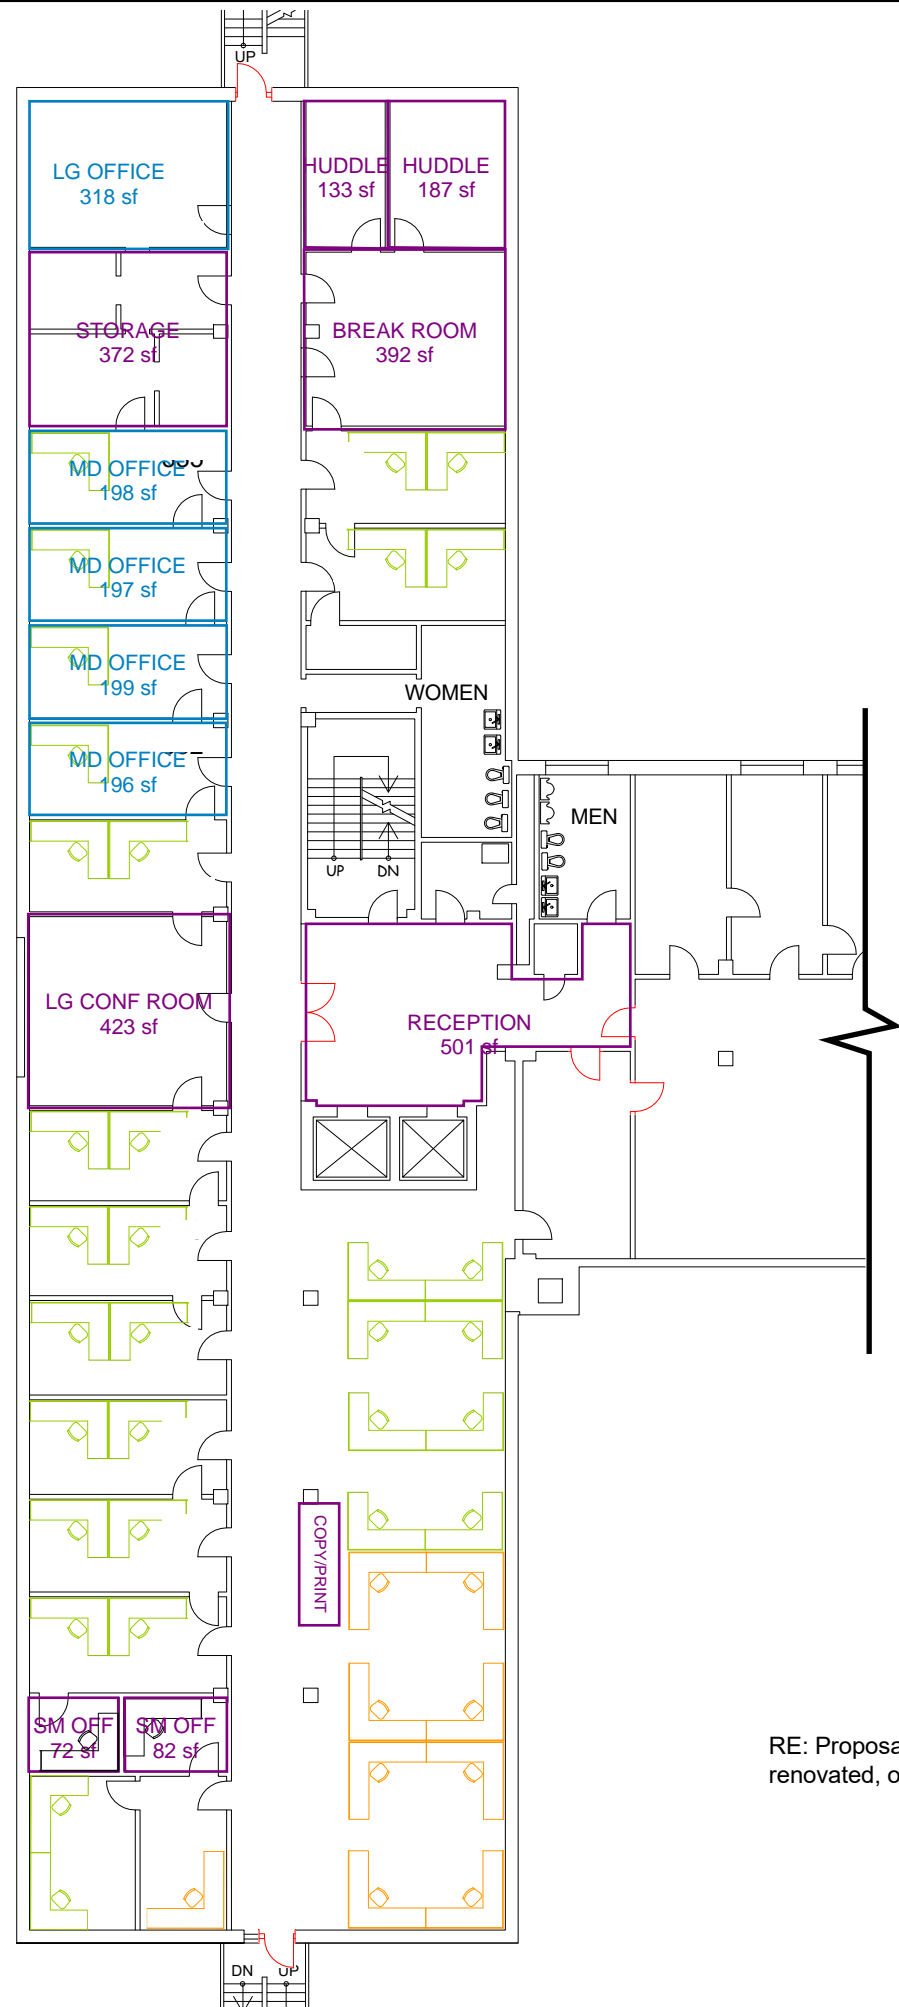 UP
LG OFFICE
318 sf
HUDDLE
133 sf
HUDDLE
187 sf
STORAGE
372 sf
BREAK ROOM
392 sf
MD OFFICE
198 sf
MD OFFICE
197 sf
MD OFFICE
199 sf
WOMEN
MD OFFICE
196 sf
MEN
UP
DN
LG CONF ROOM
423 sf
RECEPTION
501 sf
COPY/PRINT
SM OFF
72 sf
SM OFF
82 sf
RE: Proposa
renovated, o
DN
UP